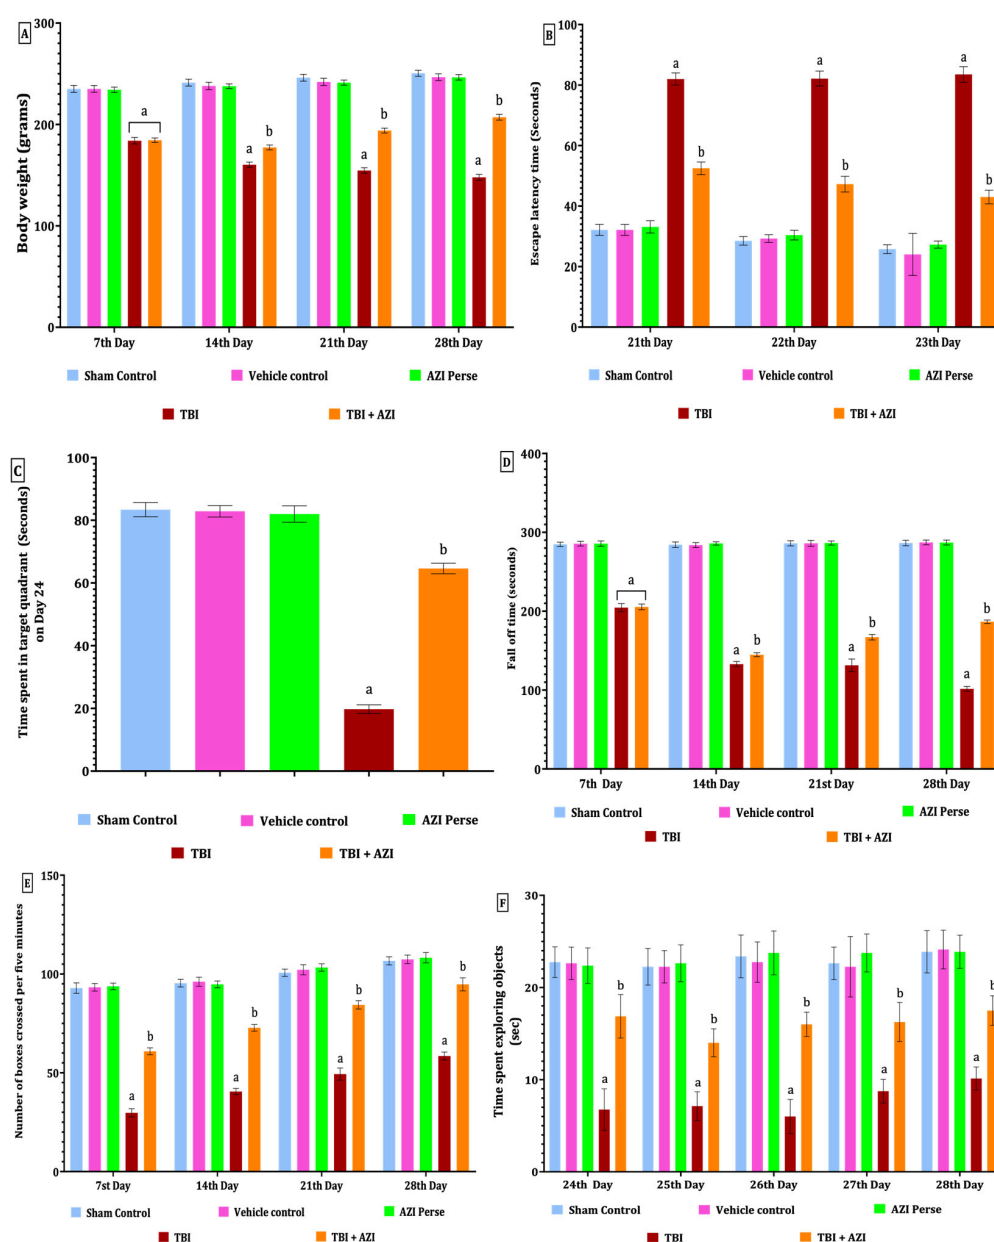 A
Body weight (grams)
300
200
100
0
a
a
b
a
b
a
b
7th Day
14th Day
21th Day
28th Day
Sham Control
Vehicle control
AZI Perse
TBI
TBI + AZI
B
Escape latency time (Seconds)
100
80
60
40
20
0
a
b
a
b
a
b
21th Day
22th Day
23th Day
Sham Control
Vehicle control
AZI Perse
TBI
TBI + AZI
C
Time spent in target quadrant (Seconds)
on Day 24
100
80
60
40
20
0
a
b
Sham Control
Vehicle control
AZI Perse
TBI
TBI + AZI
D
Fall off time (seconds)
400
300
200
100
0
a
a
b
a
b
a
b
7th Day
14th Day
21st Day
28th Day
Sham Control
Vehicle control
AZI Perse
TBI
TBI + AZI
E
Number of boxes crossed per five minutes
150
100
50
0
a
b
a
b
a
b
a
b
7st Day
14th Day
21th Day
28th Day
Sham Control
Vehicle control
AZI Perse
TBI
TBI + AZI
F
Time spent exploring objects
(sec)
30
20
10
0
a
b
a
b
a
b
a
b
a
b
24th Day
25th Day
26th Day
27th Day
28th Day
Sham Control
Vehicle control
AZI Perse
TBI
TBI + AZI